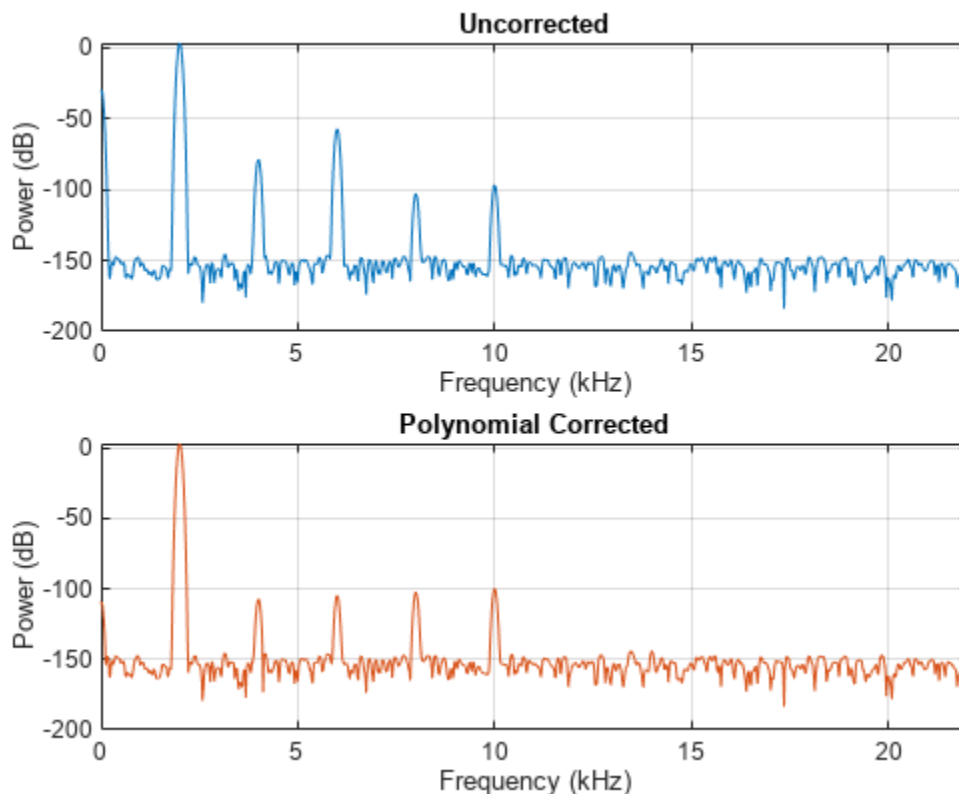 Uncorrected
0
-50
-100
-150
-200
Power (dB)
0 5 10 15 20
Frequency (kHz)
Polynomial Corrected
0
-50
-100
-150
-200
Power (dB)
0 5 10 15 20
Frequency (kHz)